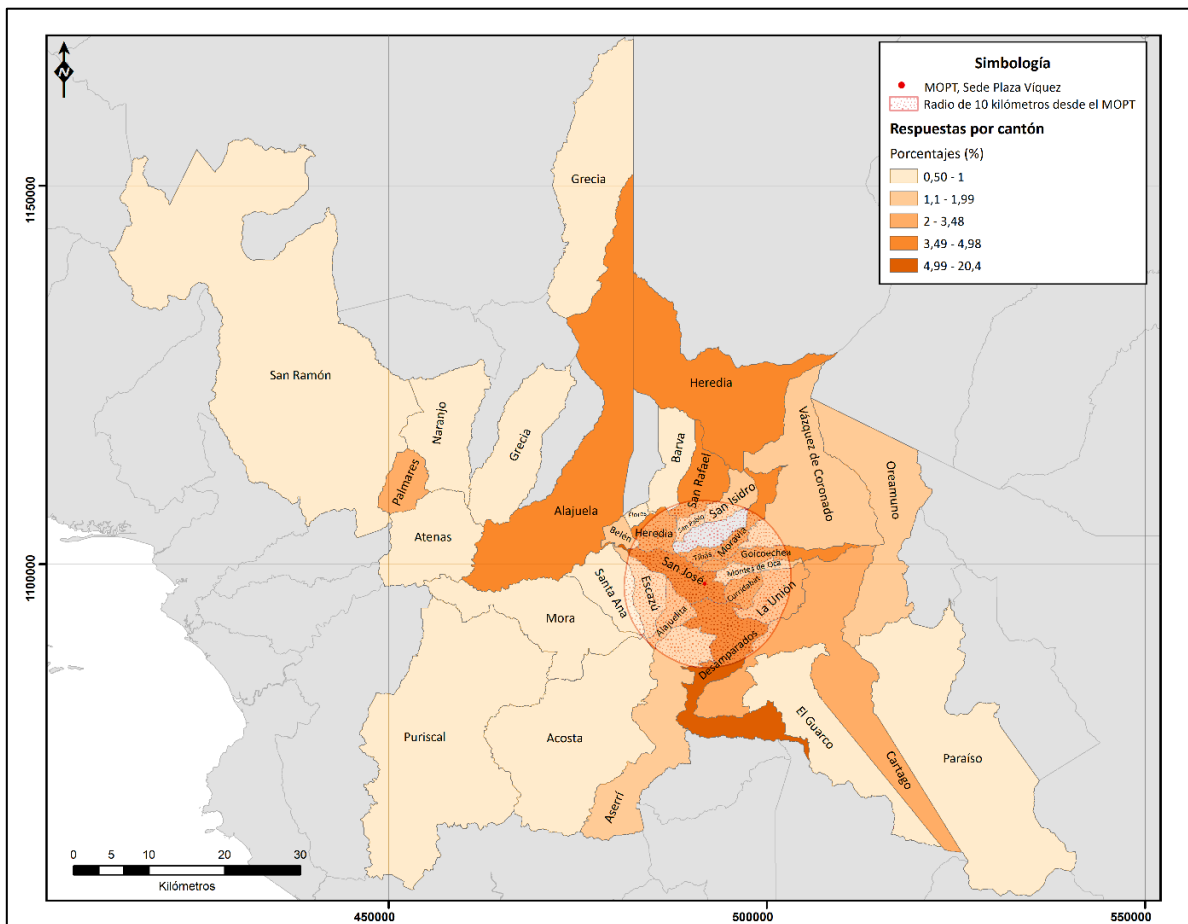 N
Simbología
MOPT, Sede Plaza Víquez
Radio de 10 kilómetros desde el MOPT
Respuestas por cantón
Porcentajes (%)
0,50 - 1
1,1 - 1,99
2 - 3,48
3,49 - 4,98
4,99 - 20,4
1150000
1100000
450000
500000
550000
Grecia
San Ramón
Naranjo
Grecia
Palmares
Atenas
Alajuela
Heredia
Barva
San Rafael
Vázquez de Coronado
Oreamuno
San Isidro
Flores
San Pablo
Belén
Heredia
Tibás
Moravia
Goicoechea
Montes de Oca
San José
Curridabat
Santa Ana
Escazú
Alajuelita
La Unión
Mora
Desamparados
Puriscal
Acosta
Aserrí
El Guarco
Cartago
Paraíso
0 5 10 20 30
Kilómetros